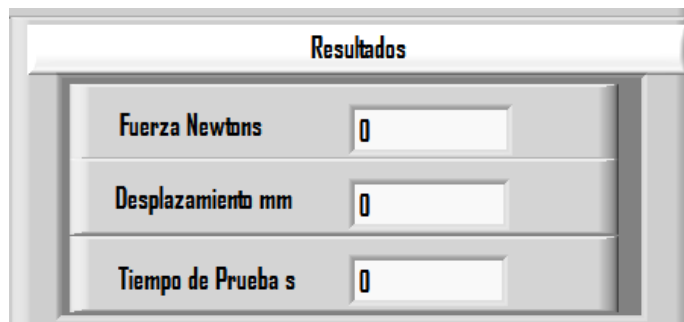 Resultados
Fuerza Newtons 0
Desplazamiento mm 0
Tiempo de Prueba s 0